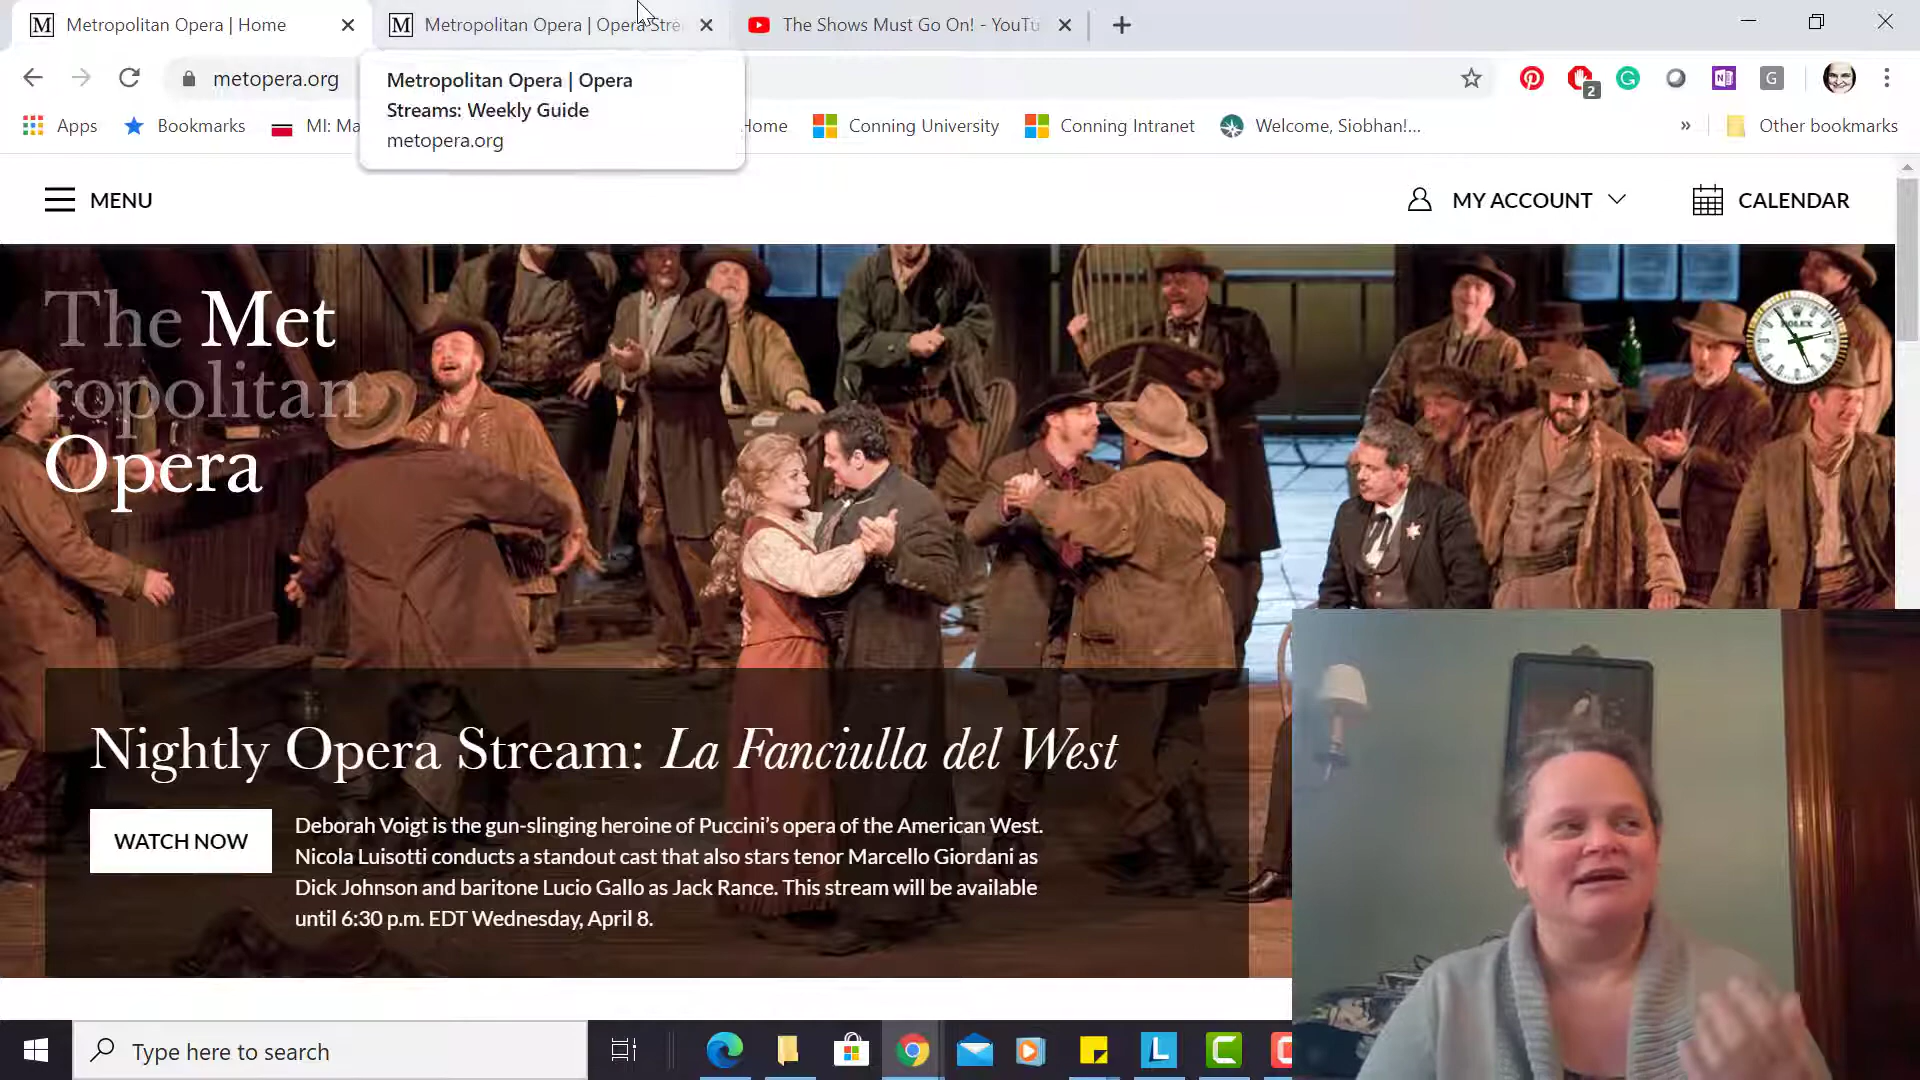 Metropolitan Opera | Home
Metropolitan Opera | Opera Stre
The Shows Must Go On! - YouTu
metopera.org
2
Metropolitan Opera | Opera
Streams: Weekly Guide
metopera.org
Apps
Bookmarks
MI: Ma
Home
Conning University
Conning Intranet
Welcome, Siobhan!...
»
Other bookmarks
MENU
MY ACCOUNT
CALENDAR
The Met
ropolitan
Opera
ROLEX
Nightly Opera Stream: La Fanciulla del West
WATCH NOW
Deborah Voigt is the gun-slinging heroine of Puccini's opera of the American West.
Nicola Luisotti conducts a standout cast that also stars tenor Marcello Giordani as
Dick Johnson and baritone Lucio Gallo as Jack Rance. This stream will be available
until 6:30 p.m. EDT Wednesday, April 8.
Type here to search